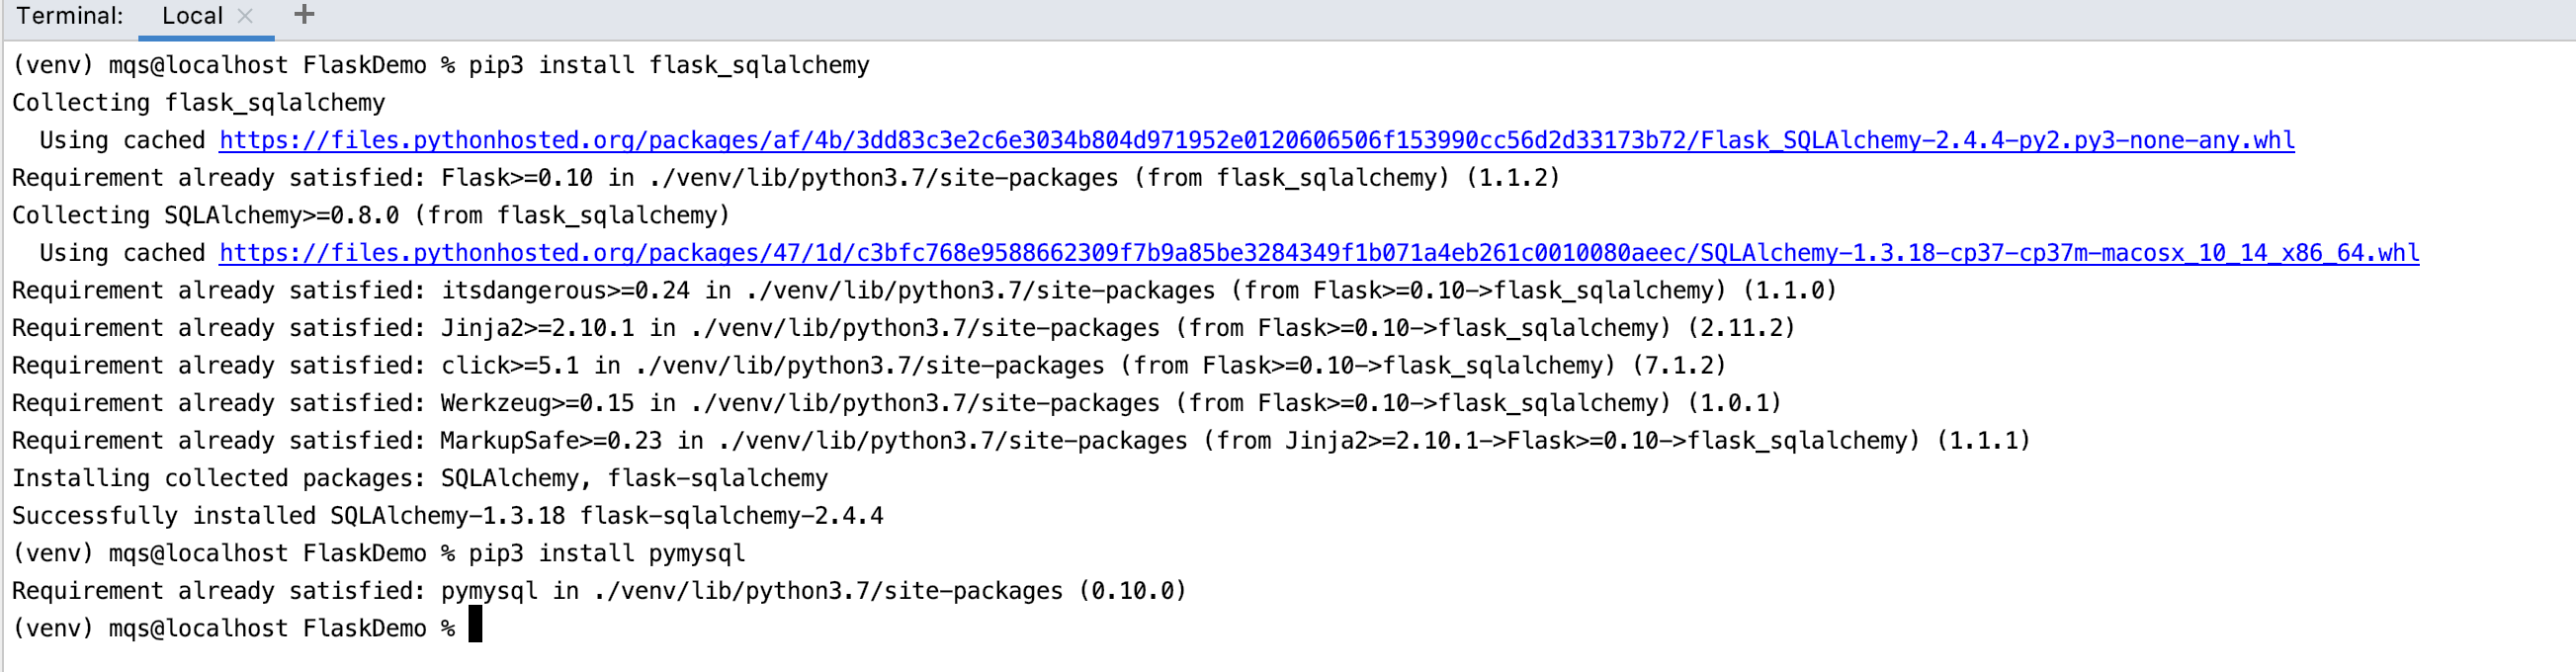 Terminal: Local × +
(venv) mqs@localhost FlaskDemo % pip3 install flask_sqlalchemy
Collecting flask_sqlalchemy
  Using cached https://files.pythonhosted.org/packages/af/4b/3dd83c3e2c6e3034b804d971952e0120606506f153990cc56d2d33173b72/Flask_SQLAlchemy-2.4.4-py2.py3-none-any.whl
Requirement already satisfied: Flask>=0.10 in ./venv/lib/python3.7/site-packages (from flask_sqlalchemy) (1.1.2)
Collecting SQLAlchemy>=0.8.0 (from flask_sqlalchemy)
  Using cached https://files.pythonhosted.org/packages/47/1d/c3bfc768e9588662309f7b9a85be3284349f1b071a4eb261c0010080aeec/SQLAlchemy-1.3.18-cp37-cp37m-macosx_10_14_x86_64.whl
Requirement already satisfied: itsdangerous>=0.24 in ./venv/lib/python3.7/site-packages (from Flask>=0.10->flask_sqlalchemy) (1.1.0)
Requirement already satisfied: Jinja2>=2.10.1 in ./venv/lib/python3.7/site-packages (from Flask>=0.10->flask_sqlalchemy) (2.11.2)
Requirement already satisfied: click>=5.1 in ./venv/lib/python3.7/site-packages (from Flask>=0.10->flask_sqlalchemy) (7.1.2)
Requirement already satisfied: Werkzeug>=0.15 in ./venv/lib/python3.7/site-packages (from Flask>=0.10->flask_sqlalchemy) (1.0.1)
Requirement already satisfied: MarkupSafe>=0.23 in ./venv/lib/python3.7/site-packages (from Jinja2>=2.10.1->Flask>=0.10->flask_sqlalchemy) (1.1.1)
Installing collected packages: SQLAlchemy, flask-sqlalchemy
Successfully installed SQLAlchemy-1.3.18 flask-sqlalchemy-2.4.4
(venv) mqs@localhost FlaskDemo % pip3 install pymysql
Requirement already satisfied: pymysql in ./venv/lib/python3.7/site-packages (0.10.0)
(venv) mqs@localhost FlaskDemo %